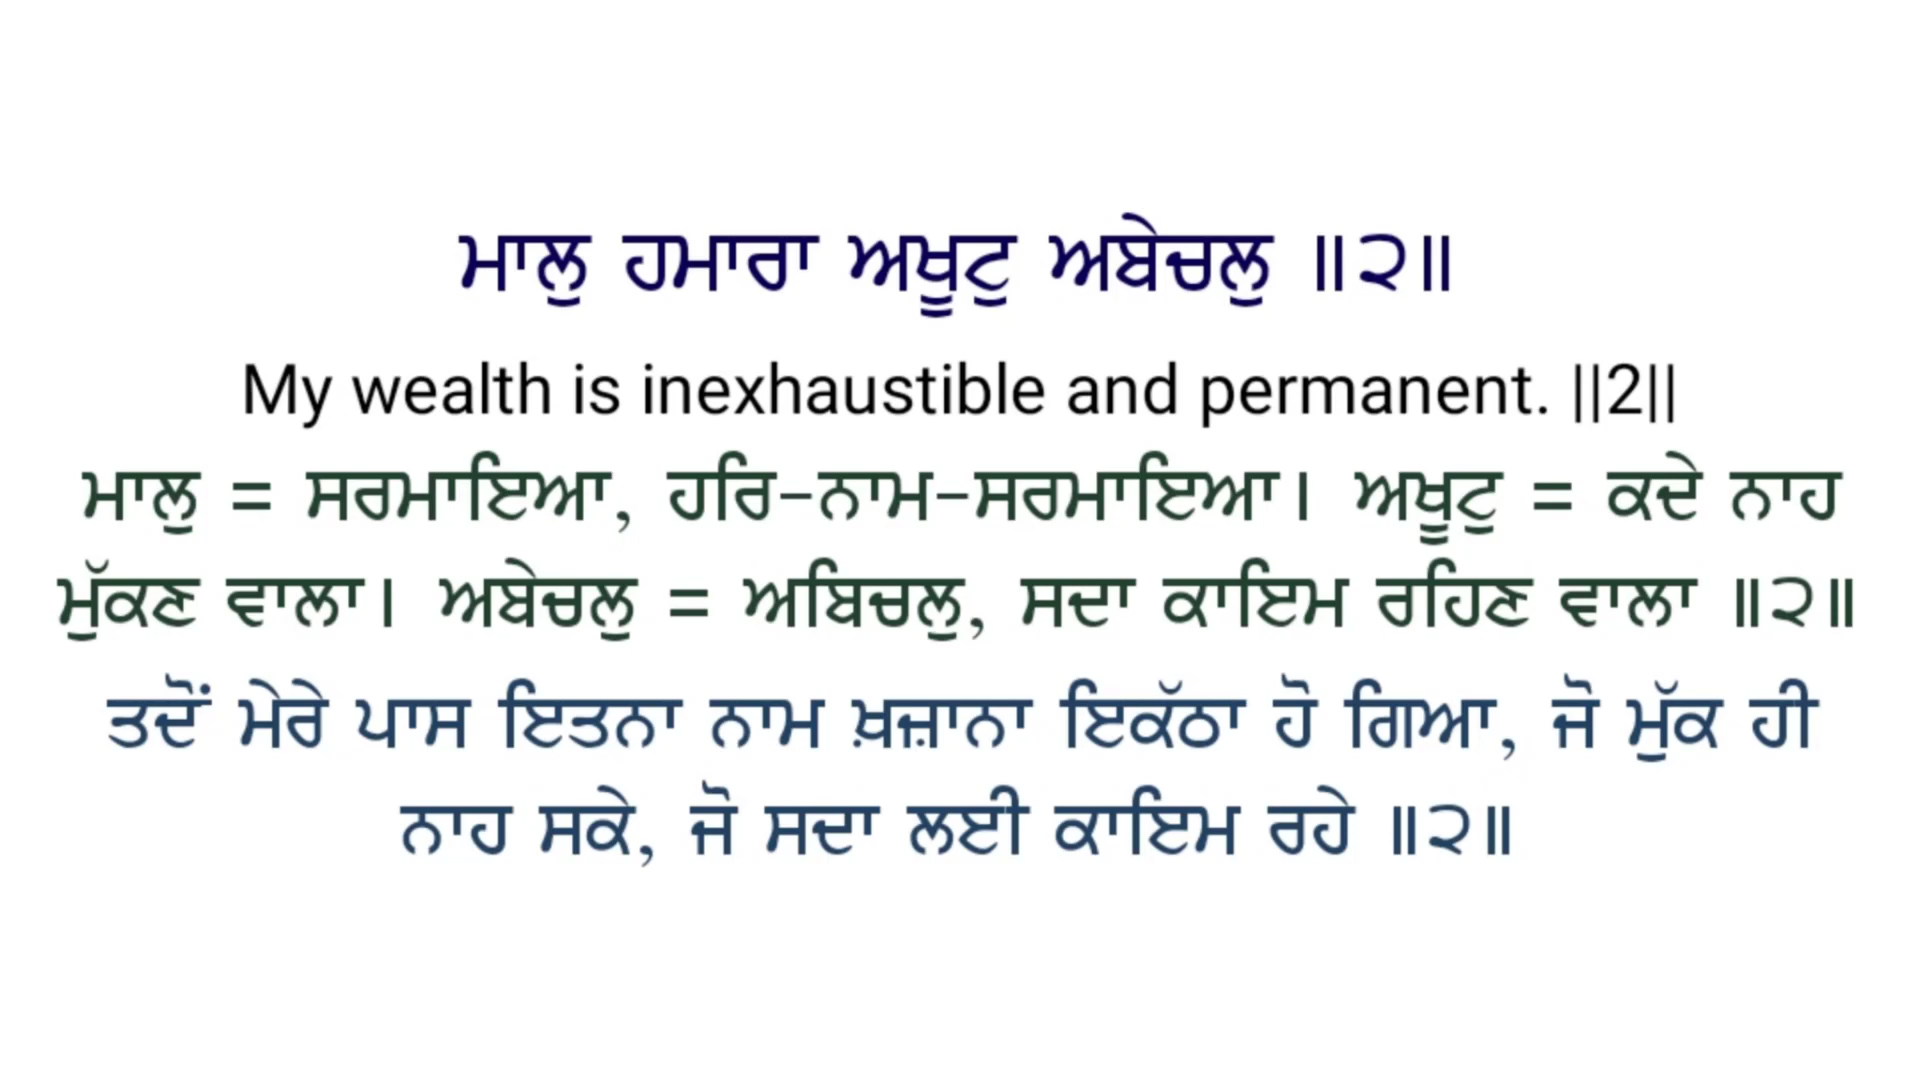 ਮਾਲੁ ਹਮਾਰਾ ਅਖੂਟੁ ਅਬੇਚਲੁ ॥੨॥
My wealth is inexhaustible and permanent. ||2||
ਮਾਲੁ = ਸਰਮਾਇਆ, ਹਰਿ-ਨਾਮ-ਸਰਮਾਇਆ। ਅਖੂਟੁ = ਕਦੇ ਨਾਹ
ਮੁੱਕਣ ਵਾਲਾ। ਅਬੇਚਲੁ = ਅਬਿਚਲੁ, ਸਦਾ ਕਾਇਮ ਰਹਿਣ ਵਾਲਾ ॥੨॥
ਤਦੋਂ ਮੇਰੇ ਪਾਸ ਇਤਨਾ ਨਾਮ ਖ਼ਜ਼ਾਨਾ ਇਕੱਠਾ ਹੋ ਗਿਆ, ਜੋ ਮੁੱਕ ਹੀ
ਨਾਹ ਸਕੇ, ਜੋ ਸਦਾ ਲਈ ਕਾਇਮ ਰਹੇ ॥੨॥